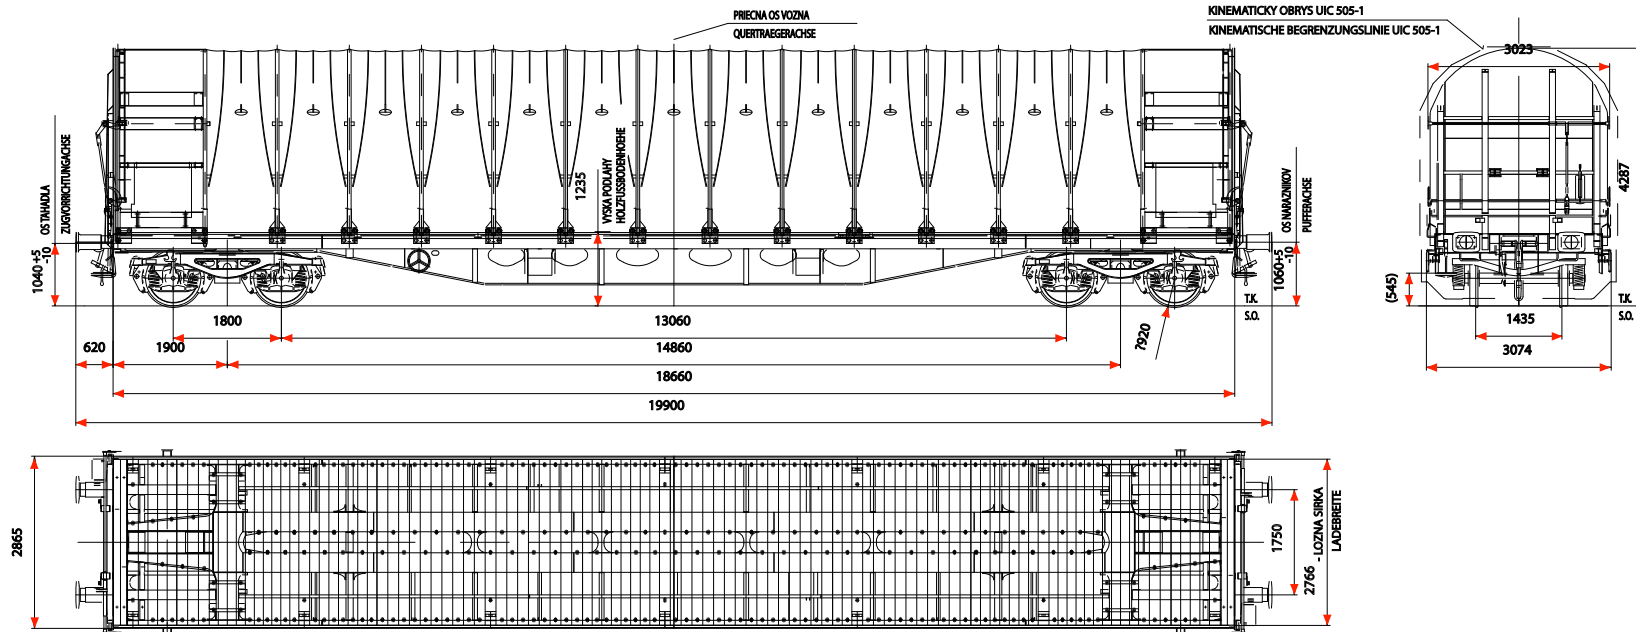 PRIECNA OS VOZNA
QUERTRAEGERACHSE
KINEMATICKY OBRYS UIC 505-1
KINEMATISCHE BEGRENZUNGSLINIE UIC 505-1
3023
OS TAHADLA
ZUGVORRICHTUNGACHSE
1040+5
-10
1235
VYSKA PODLAHY
HOLZFUSSBODENHOEHE
OS NARAZNIKOV
PUFFERACHSE
1060+5
-10
4287
(545)
T.K.
S.O.
T.K.
S.O.
1800
13060
?920
1435
620
1900
14860
3074
18660
19900
2865
1750
2766 - LOZNA SIRKA
LADEBREITE